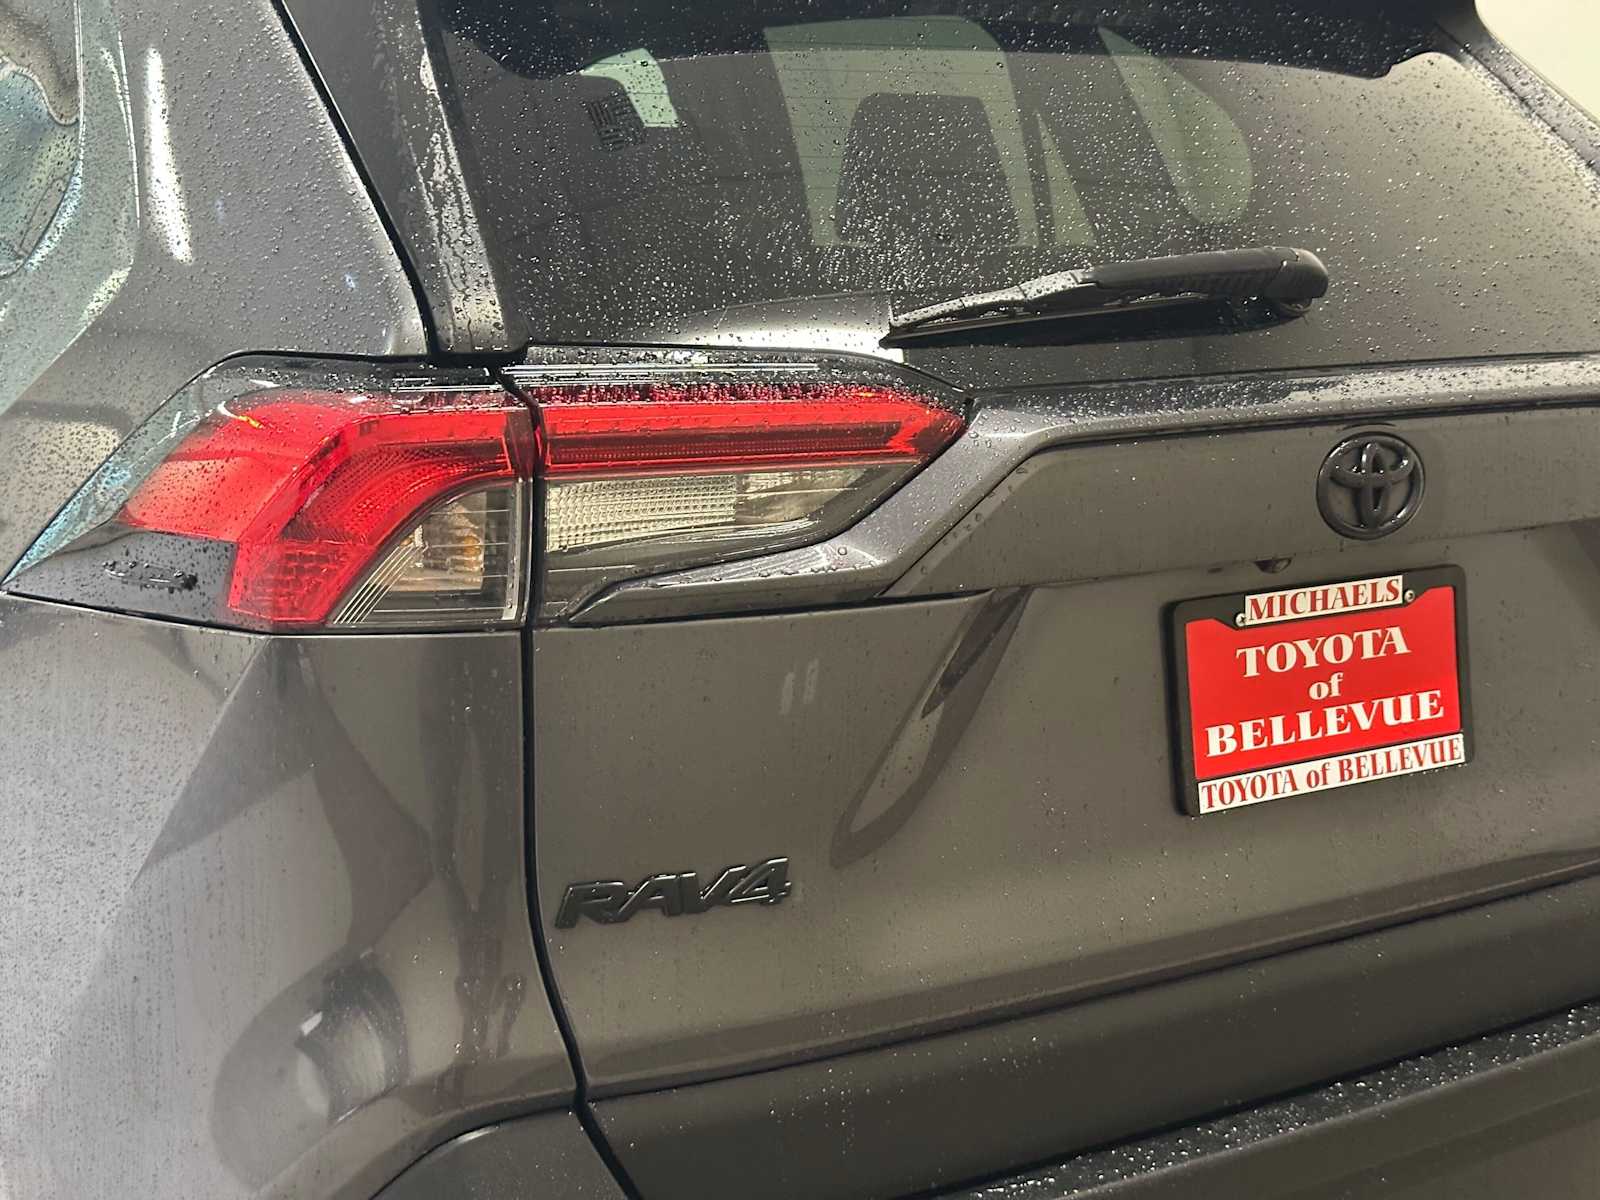 MICHAELS
TOYOTA
of
BELLEVUE
TOYOTA of BELLEVUE
RAV4